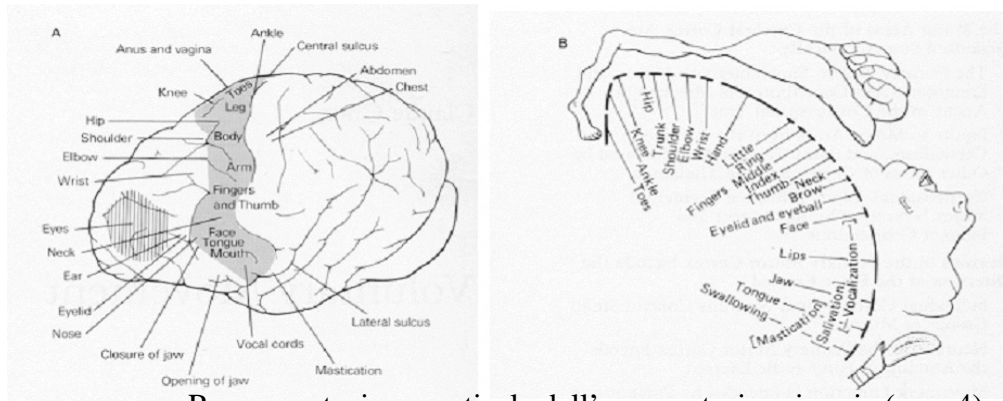 A
Ankle
Anus and vagina
Central sulcus
Abdomen
Knee
Toes
Chest
Leg
Hip
Shoulder
Body
Elbow
Arm
Wrist
Fingers
and Thumb
Eyes
Face
Neck
Tongue
Mouth
Ear
Eyelid
Lateral sulcus
Nose
Vocal cords
Closure of jaw
Mastication
Opening of jaw
B
Hip
Knee
Ankle
Toes
Trunk
Shoulder
Elbow
Wrist
Hand
Little
Ring
Middle
Index
Thumb
Fingers
Neck
Brow
Eyelid and eyeball
Face
Lips
Jaw
Tongue
Swallowing
[Mastication]
Salivation]
[Vocalization]